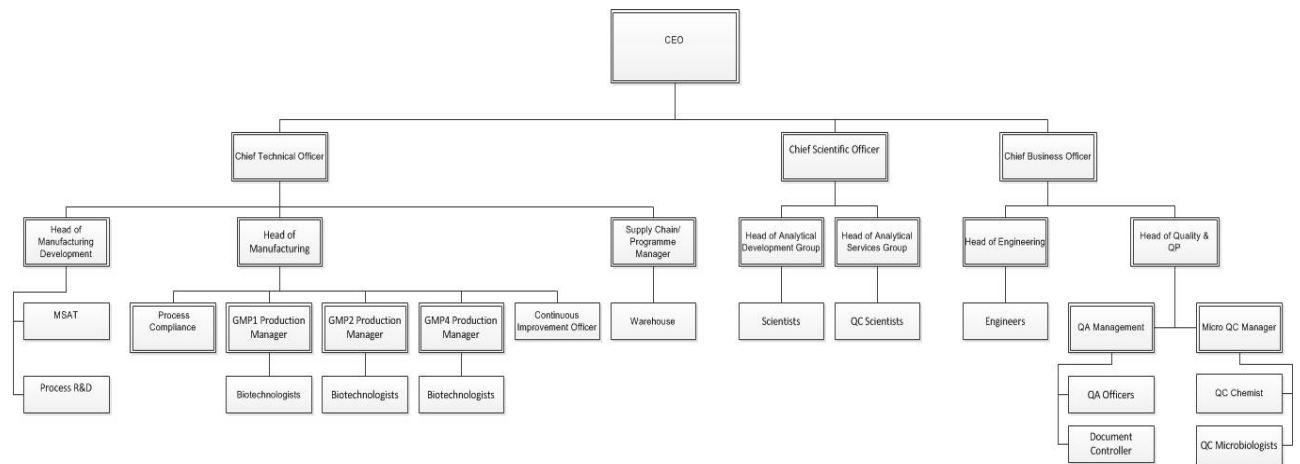 CEO
Chief Technical Officer
Chief Scientific Officer
Chief Business Officer
Head of
Manufacturing
Development
Head of
Manufacturing
Supply Chain/
Programme
Manager
Head of Analytical
Development Group
Head of Analytical
Services Group
Head of Engineering
Head of Quality &
QP
MSAT
Process
Compliance
GMP1 Production
Manager
GMP2 Production
Manager
GMP4 Production
Manager
Continuous
Improvement Officer
Warehouse
Scientists
QC Scientists
Engineers
QA Management
Micro QC Manager
Process R&D
Biotechnologists
Biotechnologists
Biotechnologists
QA Officers
QC Chemist
Document
Controller
QC Microbiologists